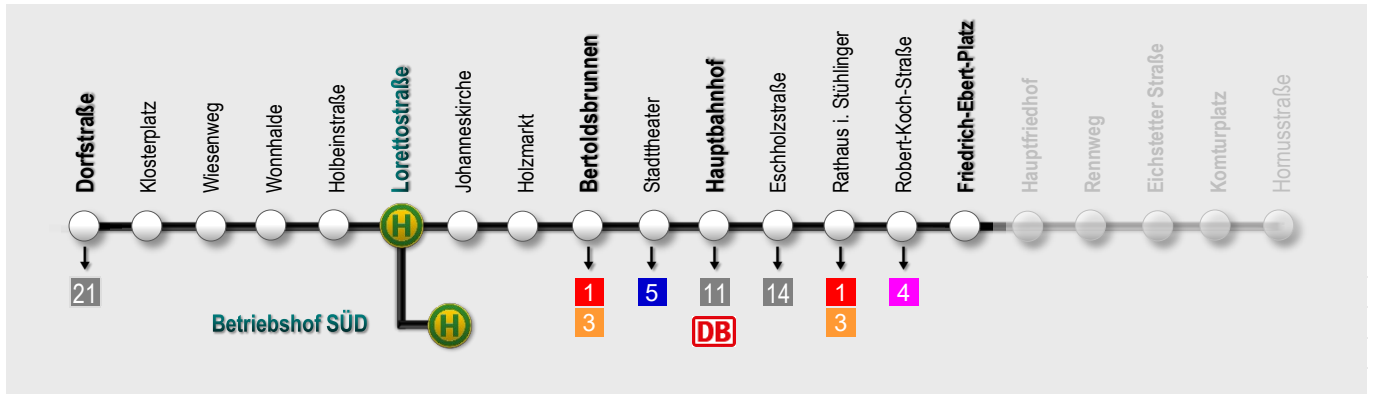 Dorfstraße
Klosterplatz
Wiesenweg
Wonnhalde
Holbeinstraße
Lorettostraße
Johanneskirche
Holzmarkt
Bertoldsbrunnen
Stadttheater
Hauptbahnhof
Eschholzstraße
Rathaus i. Stühlinger
Robert-Koch-Straße
Friedrich-Ebert-Platz
Hauptfriedhof
Rennweg
Eichstetter Straße
Komturplatz
Hornusstraße
H
21
1
5
11
14
1
4
Betriebshof SÜD
H
3
DB
3